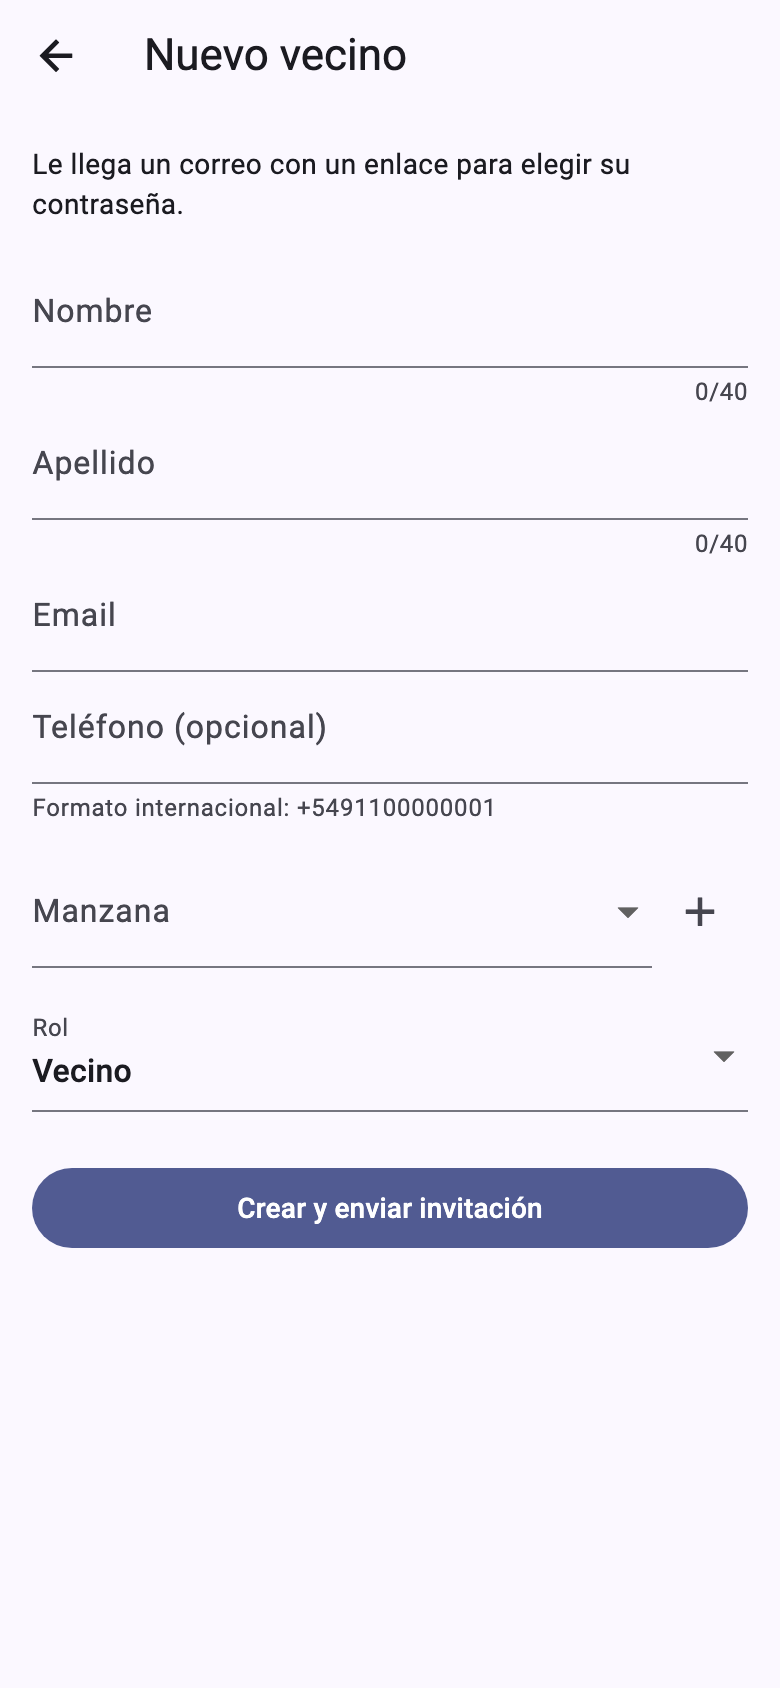 Nuevo vecino
Le llega un correo con un enlace para elegir su
contraseña.
Nombre
0/40
Apellido
0/40
Email
Teléfono (opcional)
Formato internacional: +5491100000001
Manzana
Rol
Vecino
Crear y enviar invitación